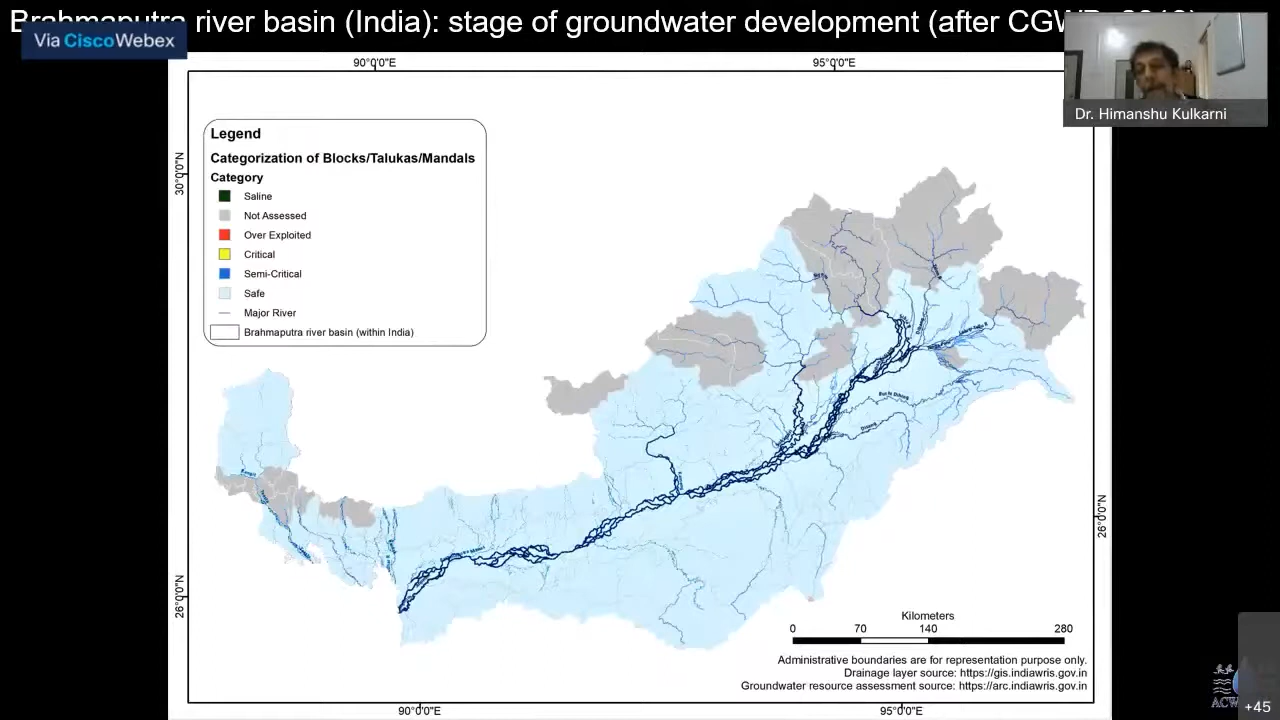 river basin (India): stage of groundwater development (after
Via Cisco Webex
Dr. Himanshu Kulkarni
90°0'0"E
95°0'0"E
30°0'0"N
Legend
Categorization of Blocks/Talukas/Mandals
Category
Saline
Not Assessed
Over Exploited
Critical
Semi-Critical
Safe
Major River
Brahmaputra river basin (within India)
26°0'0"N
26°0'0"N
Kilometers
0 70 140 280
Administrative boundaries are for representation purpose only.
Drainage layer source: https://gis.indiawris.gov.in
Groundwater resource assessment source: https://arc.indiawris.gov.in
90°0'0"E
95°0'0"E
+45